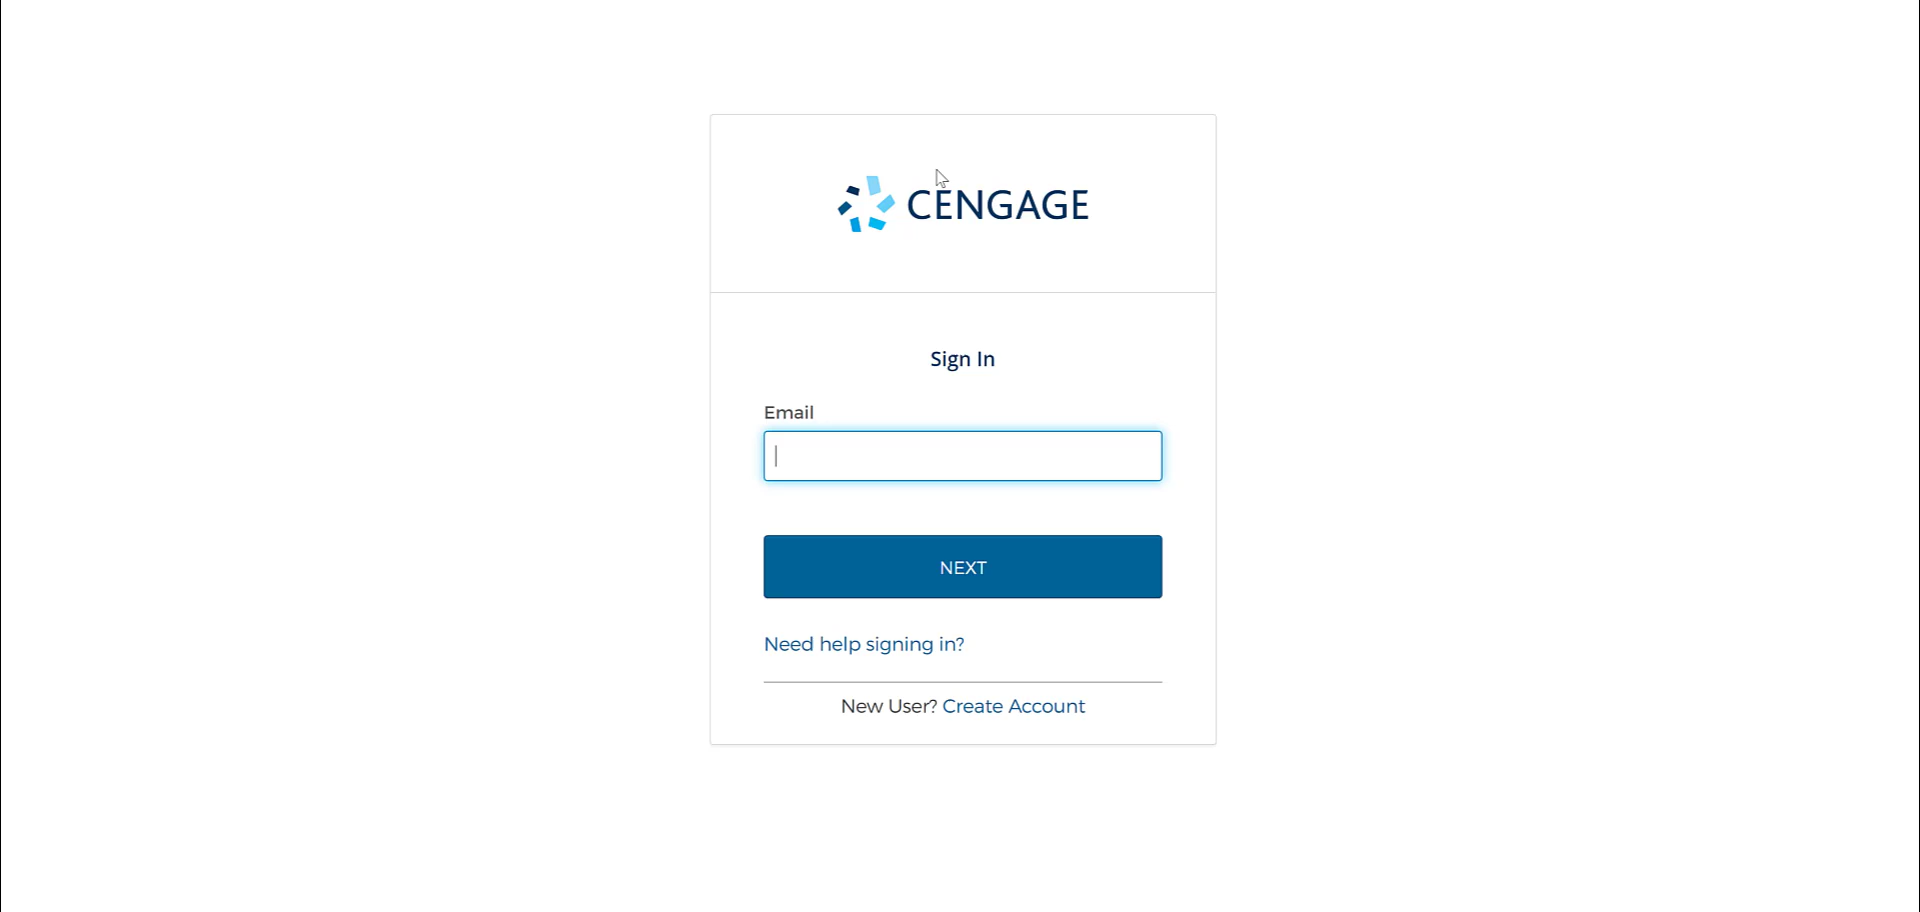 CENGAGE
Sign In
Email
NEXT
Need help signing in?
New User? Create Account